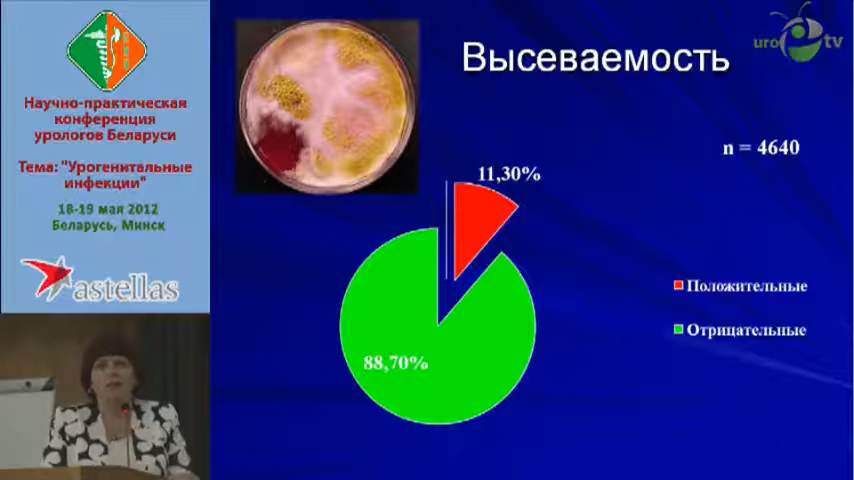 Научно-практическая
конференция
урологов Беларуси
Тема: "Урогенитальные
инфекции"
18-19 мая 2012
Беларусь, Минск
astellas
Высеваемость
uro tv
n = 4640
11,30%
88,70%
Положительные
Отрицательные